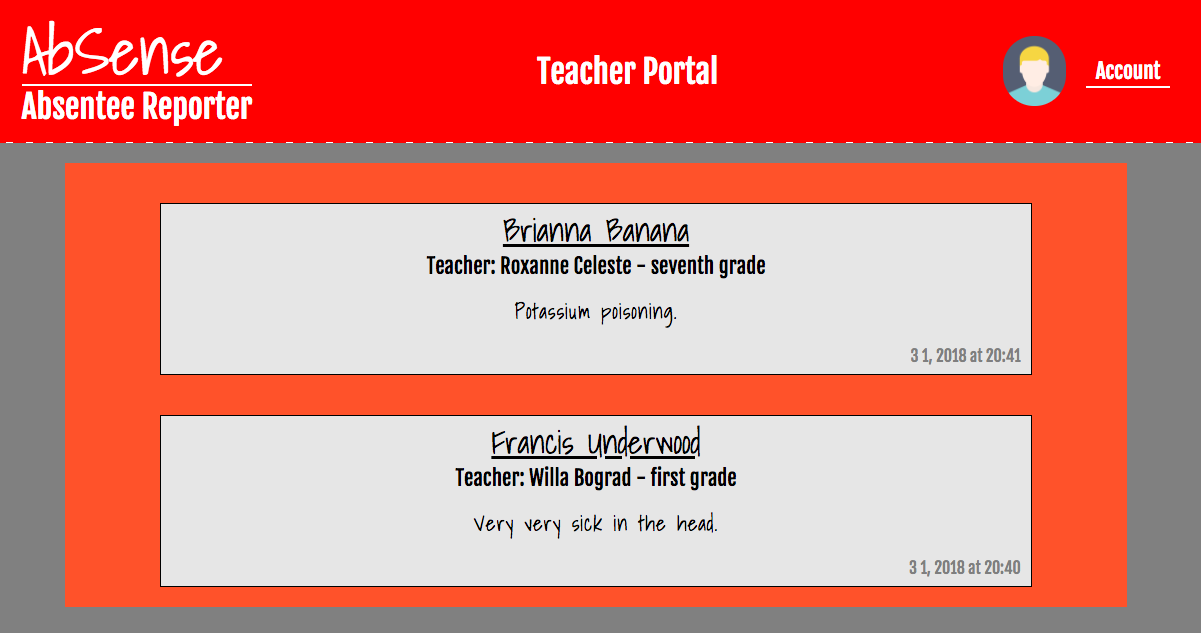 AbSense
Absentee Reporter
Teacher Portal
Account
Brianna Banana
Teacher: Roxanne Celeste - seventh grade
Potassium poisoning.
3 1, 2018 at 20:41
Francis Underwood
Teacher: Willa Bograd - first grade
Very very sick in the head.
3 1, 2018 at 20:40